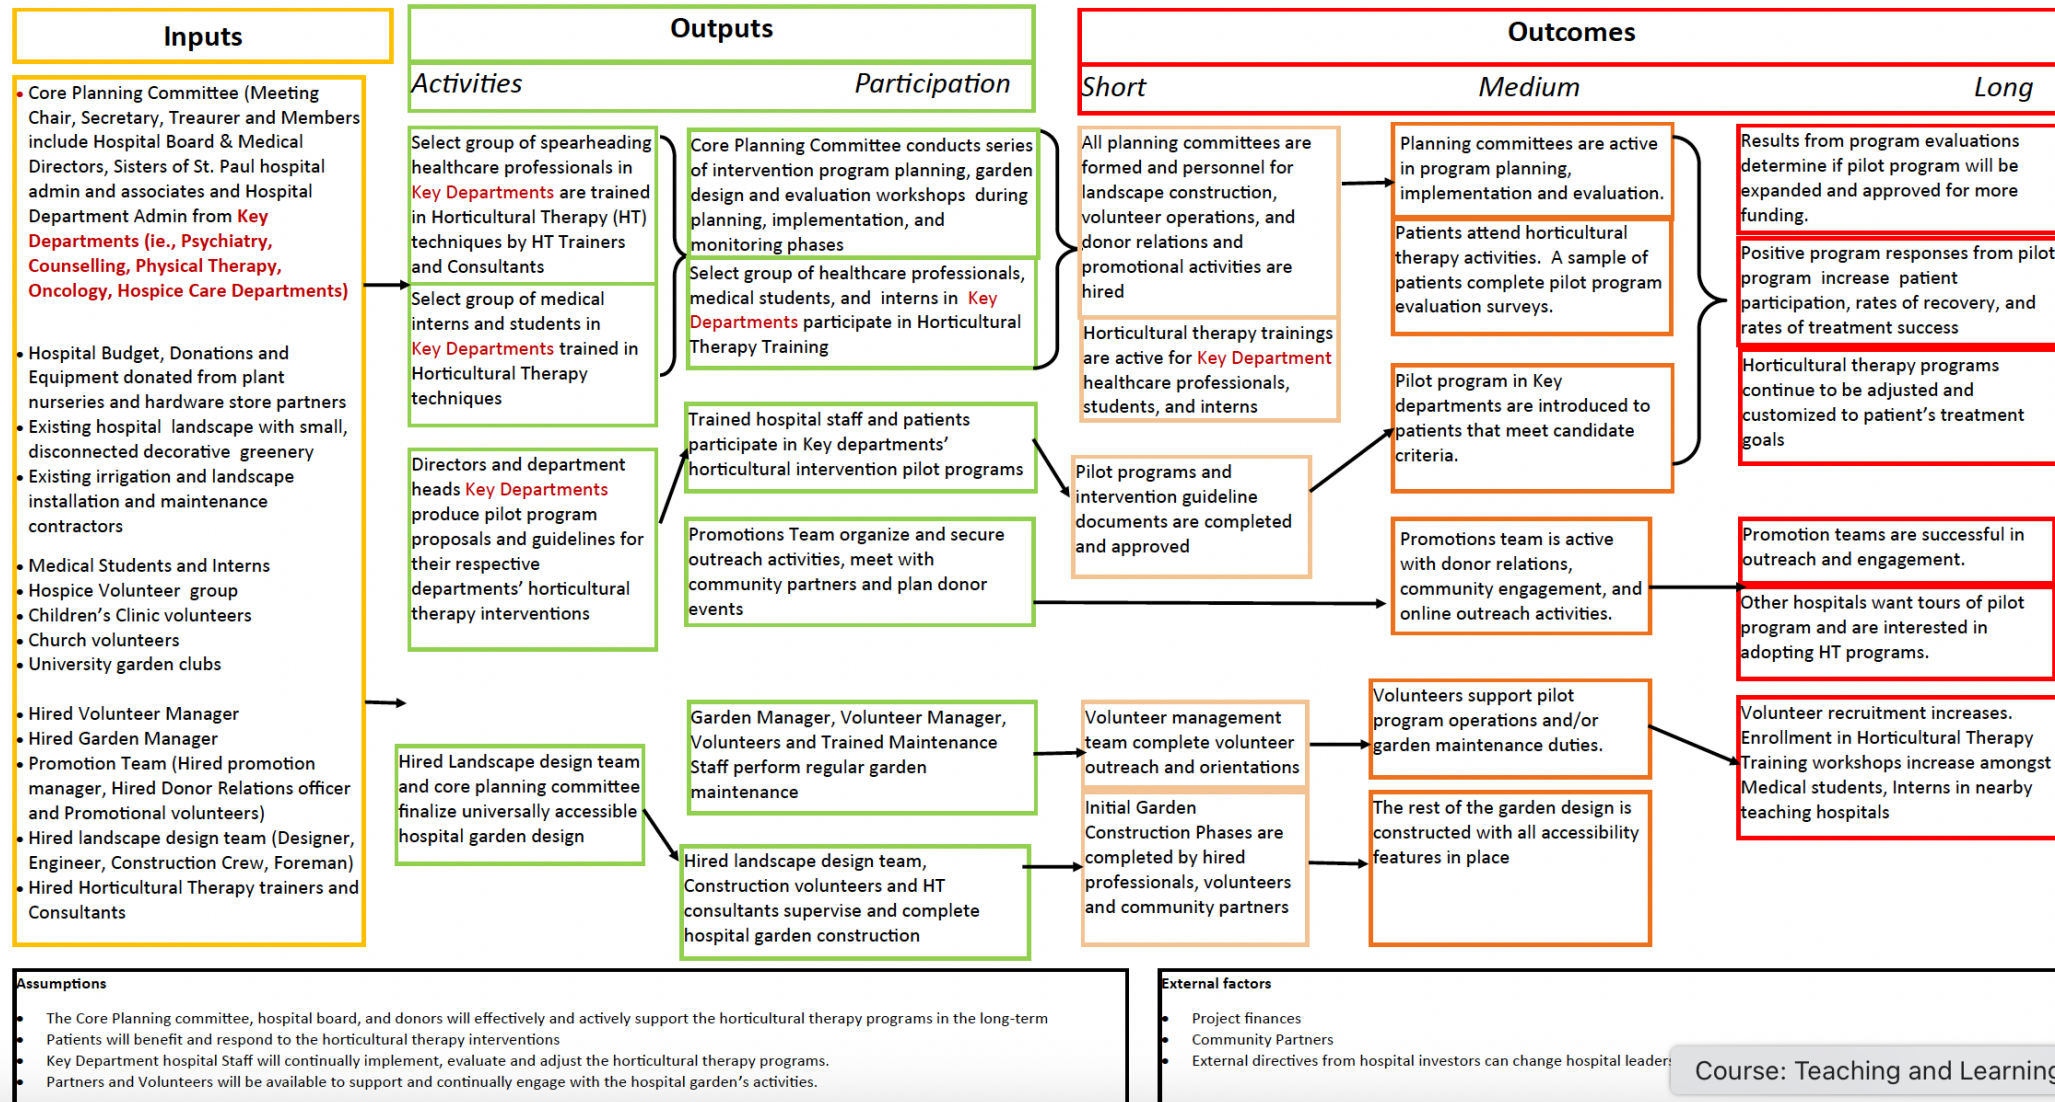 Inputs
Outputs
Activities
Participation
Outcomes
Short
Medium
Long
• Core Planning Committee (Meeting
Chair, Secretary, Treaurer and Members
include Hospital Board & Medical
Directors, Sisters of St. Paul hospital
admin and associates and Hospital
Department Admin from Key
Departments (ie., Psychiatry,
Counselling, Physical Therapy,
Oncology, Hospice Care Departments)
• Hospital Budget, Donations and
Equipment donated from plant
nurseries and hardware store partners
• Existing hospital landscape with small,
disconnected decorative greenery
• Existing irrigation and landscape
installation and maintenance
contractors
• Medical Students and Interns
• Hospice Volunteer group
• Children's Clinic volunteers
• Church volunteers
• University garden clubs
• Hired Volunteer Manager
• Hired Garden Manager
• Promotion Team (Hired promotion
manager, Hired Donor Relations officer
and Promotional volunteers)
• Hired landscape design team (Designer,
Engineer, Construction Crew, Foreman)
• Hired Horticultural Therapy trainers and
Consultants
Select group of spearheading
healthcare professionals in
Key Departments are trained
in Horticultural Therapy (HT)
techniques by HT Trainers
and Consultants
Select group of medical
interns and students in
Key Departments trained in
Horticultural Therapy
techniques
Directors and department
heads Key Departments
produce pilot program
proposals and guidelines for
their respective
departments' horticultural
therapy interventions
Hired Landscape design team
and core planning committee
finalize universally accessible
hospital garden design
Core Planning Committee conducts series
of intervention program planning, garden
design and evaluation workshops during
planning, implementation, and
monitoring phases
Select group of healthcare professionals,
medical students, and interns in Key
Departments participate in Horticultural
Therapy Training
Trained hospital staff and patients
participate in Key departments'
horticultural intervention pilot programs
Promotions Team organize and secure
outreach activities, meet with
community partners and plan donor
events
Garden Manager, Volunteer Manager,
Volunteers and Trained Maintenance
Staff perform regular garden
maintenance
Hired landscape design team,
Construction volunteers and HT
consultants supervise and complete
hospital garden construction
All planning committees are
formed and personnel for
landscape construction,
volunteer operations, and
donor relations and
promotional activities are
hired
Horticultural therapy trainings
are active for Key Department
healthcare professionals,
students, and interns
Pilot programs and
intervention guideline
documents are completed
and approved
Volunteer management
team complete volunteer
outreach and orientations
Initial Garden
Construction Phases are
completed by hired
professionals, volunteers
and community partners
Planning committees are active
in program planning,
implementation and evaluation.
Patients attend horticultural
therapy activities. A sample of
patients complete pilot program
evaluation surveys.
Pilot program in Key
departments are introduced to
patients that meet candidate
criteria.
Promotions team is active
with donor relations,
community engagement, and
online outreach activities.
Volunteers support pilot
program operations and/or
garden maintenance duties.
The rest of the garden design is
constructed with all accessibility
features in place
Results from program evaluations
determine if pilot program will be
expanded and approved for more
funding.
Positive program responses from pilot
program increase patient
participation, rates of recovery, and
rates of treatment success
Horticultural therapy programs
continue to be adjusted and
customized to patient's treatment
goals
Promotion teams are successful in
outreach and engagement.
Other hospitals want tours of pilot
program and are interested in
adopting HT programs.
Volunteer recruitment increases.
Enrollment in Horticultural Therapy
Training workshops increase amongst
Medical students, Interns in nearby
teaching hospitals
Assumptions
• The Core Planning committee, hospital board, and donors will effectively and actively support the horticultural therapy programs in the long-term
• Patients will benefit and respond to the horticultural therapy interventions
• Key Department hospital Staff will continually implement, evaluate and adjust the horticultural therapy programs.
• Partners and Volunteers will be available to support and continually engage with the hospital garden's activities.
External factors
• Project finances
• Community Partners
• External directives from hospital investors can change hospital
Course: Teaching and Learning